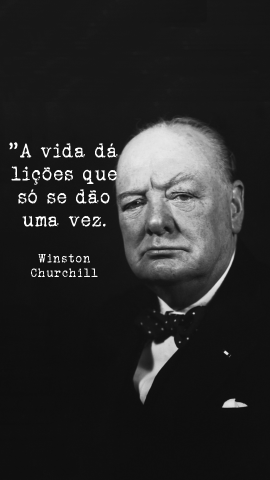 ”A vida dá
lições que
só se dão
uma vez.
Winston
Churchill